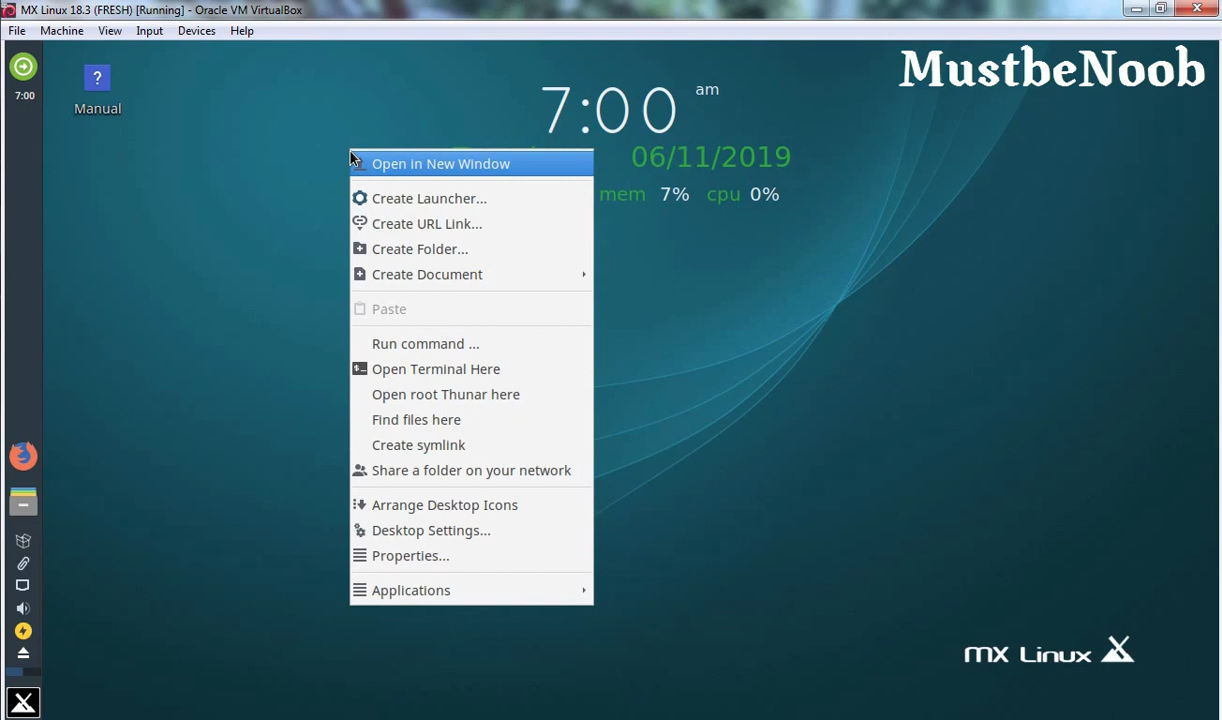 MX Linux 18.3 (FRESH) [Running] - Oracle VM VirtualBox
File Machine View Input Devices Help
MustbeNoob
7:00
?
Manual
7:00 am
06/11/2019
mem 7% cpu 0%
Open in New Window
Create Launcher...
Create URL Link...
Create Folder...
Create Document
Paste
Run command ...
Open Terminal Here
Open root Thunar here
Find files here
Create symlink
Share a folder on your network
Arrange Desktop Icons
Desktop Settings...
Properties...
Applications
MX Linux